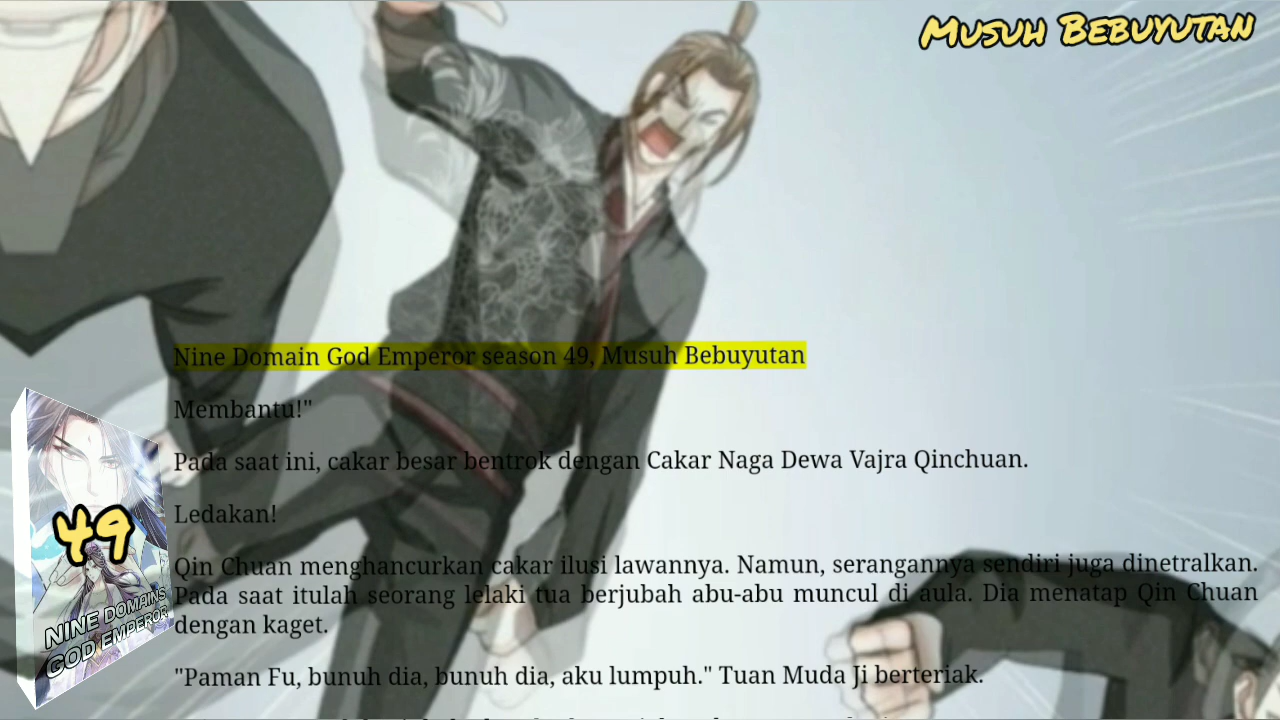 Musuh Bebuyutan
Nine Domain God Emperor season 49, Musuh Bebuyutan
Membantu!"
Pada saat ini, cakar besar bentrok dengan Cakar Naga Dewa Vajra Qinchuan.
Ledakan!
Qin Chuan menghancurkan cakar ilusi lawannya. Namun, serangannya sendiri juga dinetralkan.
Pada saat itulah seorang lelaki tua berjubah abu-abu muncul di aula. Dia menatap Qin Chuan
dengan kaget.
"Paman Fu, bunuh dia, bunuh dia, aku lumpuh." Tuan Muda Ji berteriak.
49
NINE DOMAINS
GOD EMPEROR